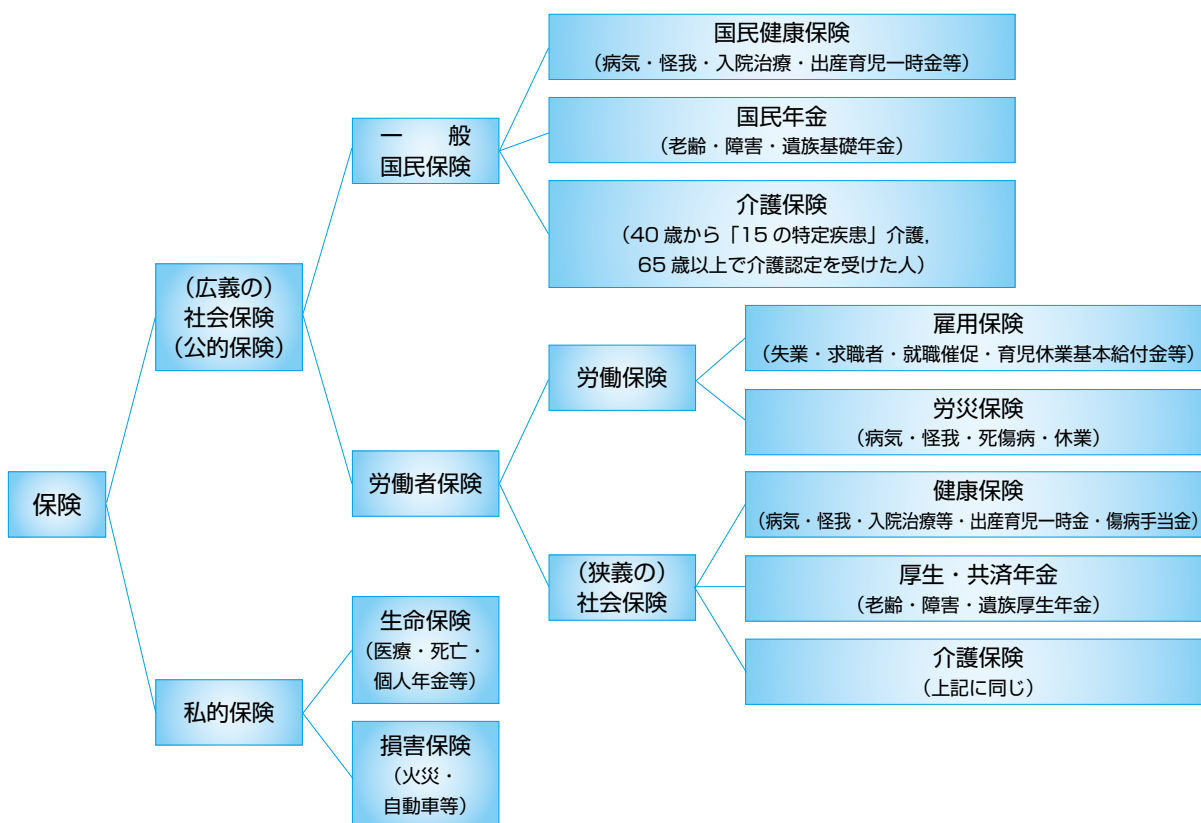 保険
（広義の）
社会保険
（公的保険）
一　般
国民保険
国民健康保険
（病気・怪我・入院治療・出産育児一時金等）
国民年金
（老齢・障害・遺族基礎年金）
介護保険
（40 歳から「15 の特定疾患」介護，
65 歳以上で介護認定を受けた人）
労働者保険
労働保険
雇用保険
（失業・求職者・就職催促・育児休業基本給付金等）
労災保険
（病気・怪我・死傷病・休業）
（狭義の）
社会保険
健康保険
（病気・怪我・入院治療等・出産育児一時金・傷病手当金）
厚生・共済年金
（老齢・障害・遺族厚生年金）
介護保険
（上記に同じ）
私的保険
生命保険
（医療・死亡・
個人年金等）
損害保険
（火災・
自動車等）